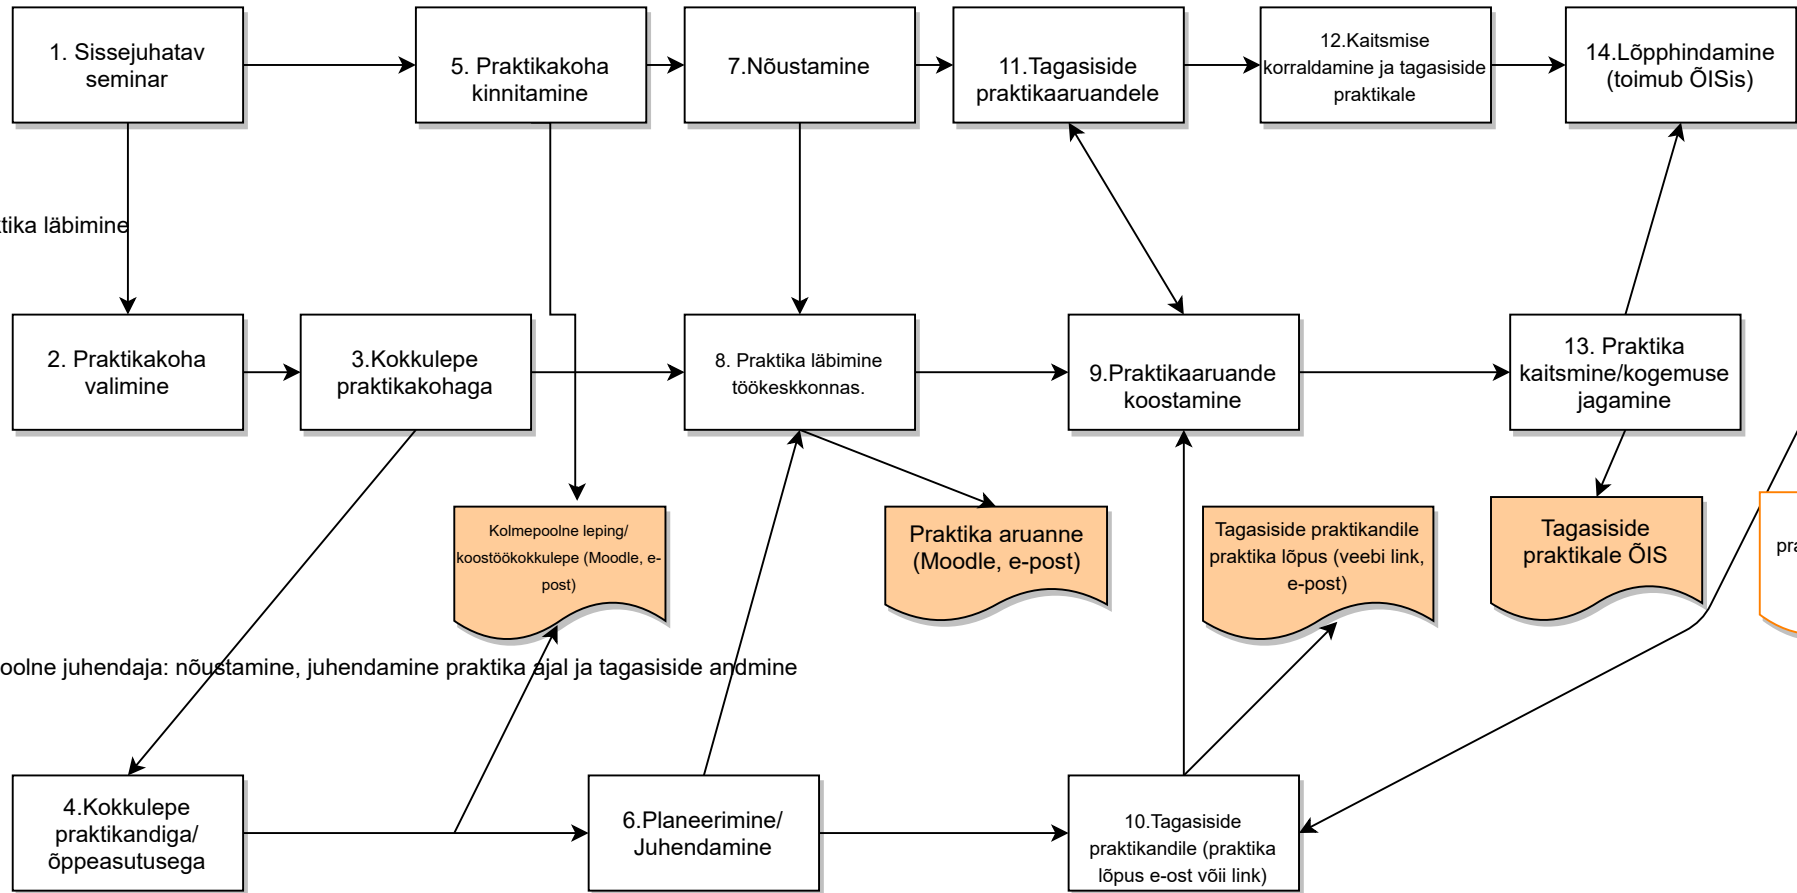 1. Sissejuhatav
seminar
5. Praktikakoha
kinnitamine
7.Nõustamine
11.Tagasiside
praktikaaruandele
12.Kaitsmise
korraldamine ja tagasiside
praktikale
14.Lõpphindamine
(toimub ÕISis)
tika läbimine
2. Praktikakoha
valimine
3.Kokkulepe
praktikakohaga
8. Praktika läbimine
töökeskkonnas.
9.Praktikaaruande
koostamine
13. Praktika
kaitsmine/kogemuse
jagamine
Kolmepoolne leping/
koostöökokkulepe (Moodle, e-
post)
Praktika aruanne
(Moodle, e-post)
Tagasiside praktikandile
praktika lõpus (veebi link,
e-post)
Tagasiside
praktikale ÕIS
pra
oolne juhendaja: nõustamine, juhendamine praktika ajal ja tagasiside andmine
4.Kokkulepe
praktikandiga/
õppeasutusega
6.Planeerimine/
Juhendamine
10.Tagasiside
praktikandile (praktika
lõpus e-ost võii link)